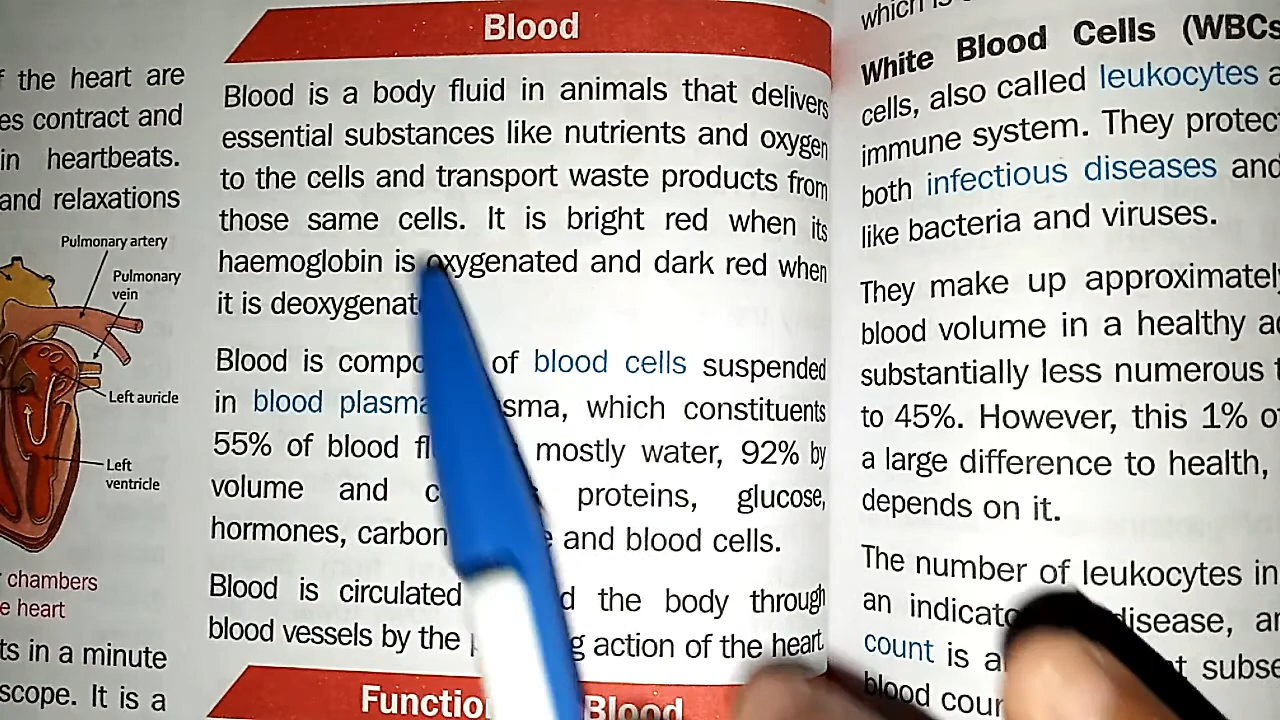 f the heart are
es contract and
in heartbeats.
and relaxations
Pulmonary artery
Pulmonary
vein
Left auricle
Left
ventricle
chambers
e heart
ts in a minute
scope. It is a
Blood
Blood is a body fluid in animals that delivers
essential substances like nutrients and oxygen
to the cells and transport waste products from
those same cells. It is bright red when its
haemoglobin is oxygenated and dark red when
it is deoxygenat
Blood is compo of blood cells suspended
in blood plasma sma, which constituents
55% of blood fl mostly water, 92% by
volume and c proteins, glucose,
hormones, carbon and blood cells.
Blood is circulated d the body through
blood vessels by the p g action of the heart.
Functio Blood
which is
White Blood Cells (WBCs
cells, also called leukocytes a
immune system. They protec
both infectious diseases and
like bacteria and viruses.
They make up approximatel
blood volume in a healthy a
substantially less numerous t
to 45%. However, this 1% o
a large difference to health,
depends on it.
The number of leukocytes in
an indicato disease, a
count is a t subse
blood cour